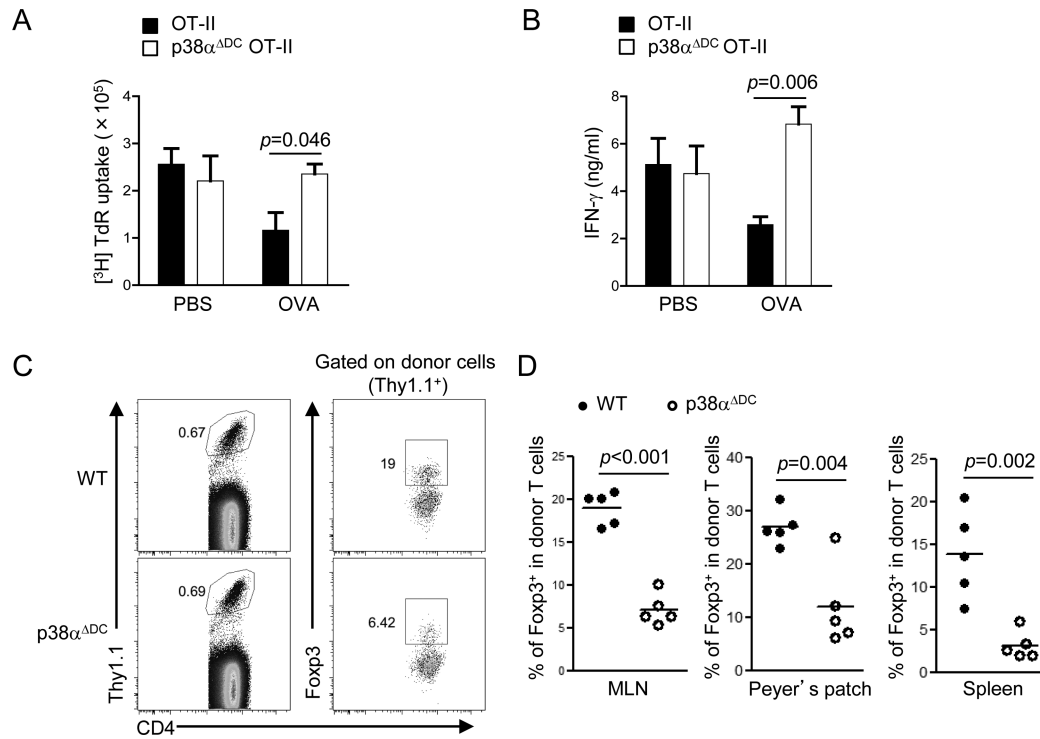 A
OT-II
p38α^ΔDC OT-II
[³H] TdR uptake (×10⁵)
4
3
2
1
0
p=0.046
PBS
OVA
B
OT-II
p38α^ΔDC OT-II
IFN-γ (ng/ml)
8
6
4
2
0
p=0.006
PBS
OVA
C
Gated on donor cells
(Thy1.1⁺)
WT
0.67
19
p38α^ΔDC
0.69
6.42
Thy1.1
Foxp3
CD4
D
WT
p38α^ΔDC
% of Foxp3⁺ in donor T cells
25
20
15
10
5
0
p<0.001
MLN
% of Foxp3⁺ in donor T cells
40
30
20
10
0
p=0.004
Peyer's patch
% of Foxp3⁺ in donor T cells
25
20
15
10
5
0
p=0.002
Spleen